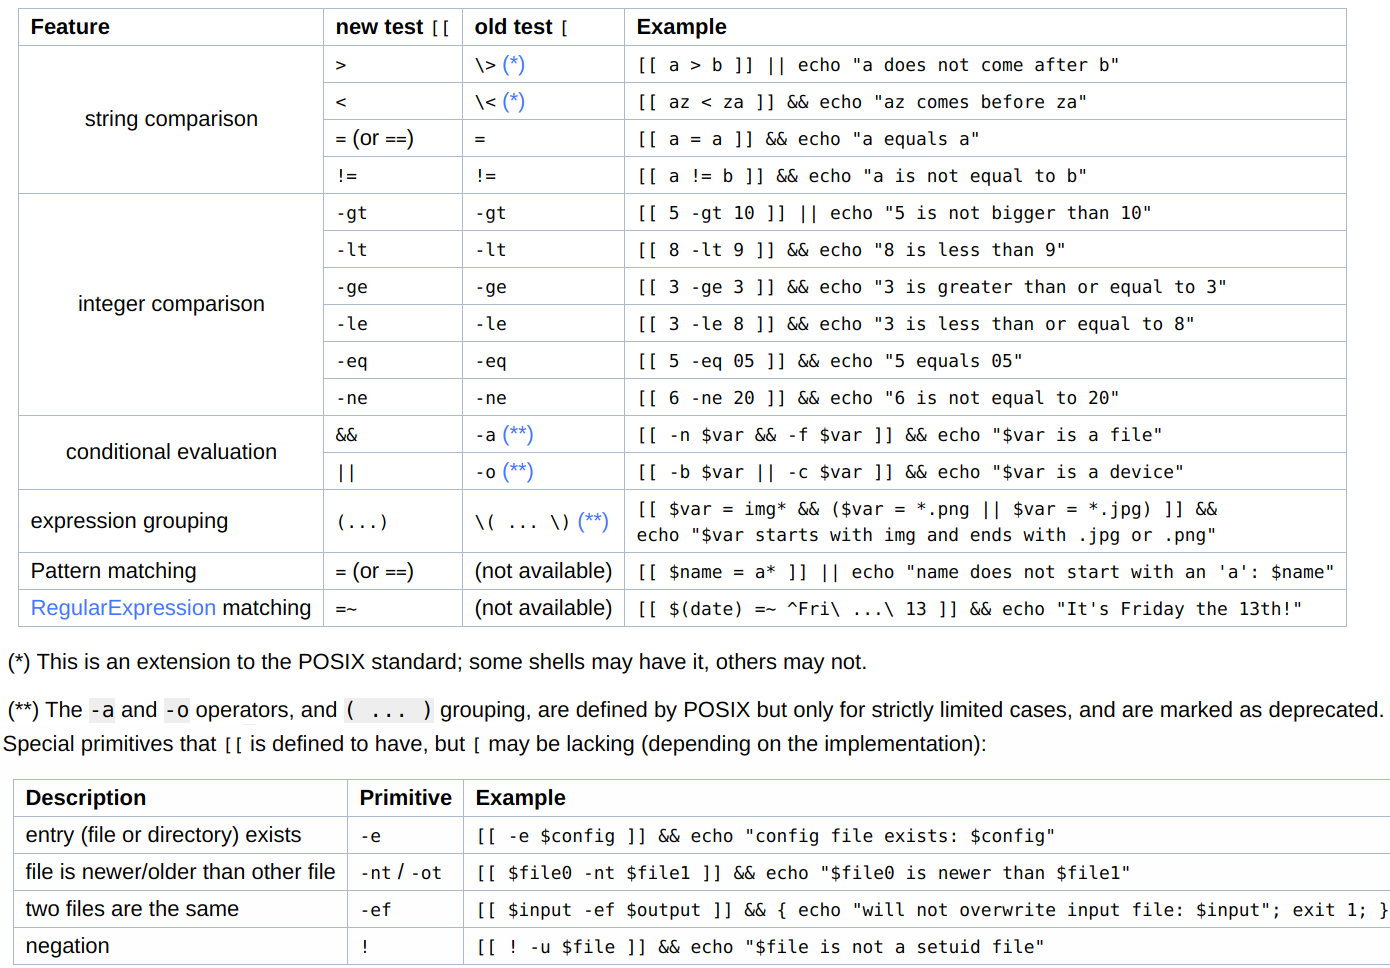 Feature new test [[ old test [ Example
string comparison
> \> (*) [[ a > b ]] || echo "a does not come after b"
< \< (*) [[ az < za ]] && echo "az comes before za"
= (or ==) = [[ a = a ]] && echo "a equals a"
!= != [[ a != b ]] && echo "a is not equal to b"
integer comparison
-gt -gt [[ 5 -gt 10 ]] || echo "5 is not bigger than 10"
-lt -lt [[ 8 -lt 9 ]] && echo "8 is less than 9"
-ge -ge [[ 3 -ge 3 ]] && echo "3 is greater than or equal to 3"
-le -le [[ 3 -le 8 ]] && echo "3 is less than or equal to 8"
-eq -eq [[ 5 -eq 05 ]] && echo "5 equals 05"
-ne -ne [[ 6 -ne 20 ]] && echo "6 is not equal to 20"
conditional evaluation
&& -a (**) [[ -n $var && -f $var ]] && echo "$var is a file"
|| -o (**) [[ -b $var || -c $var ]] && echo "$var is a device"
expression grouping (...) \( ... \) (**) [[ $var = img* && ($var = *.png || $var = *.jpg) ]] &&
echo "$var starts with img and ends with .jpg or .png"
Pattern matching = (or ==) (not available) [[ $name = a* ]] || echo "name does not start with an 'a': $name"
RegularExpression matching =~ (not available) [[ $(date) =~ ^Fri\ ...\ 13 ]] && echo "It's Friday the 13th!"
(*) This is an extension to the POSIX standard; some shells may have it, others may not.
(**) The -a and -o operators, and ( ... ) grouping, are defined by POSIX but only for strictly limited cases, and are marked as deprecated.
Special primitives that [[ is defined to have, but [ may be lacking (depending on the implementation):
Description Primitive Example
entry (file or directory) exists -e [[ -e $config ]] && echo "config file exists: $config"
file is newer/older than other file -nt / -ot [[ $file0 -nt $file1 ]] && echo "$file0 is newer than $file1"
two files are the same -ef [[ $input -ef $output ]] && { echo "will not overwrite input file: $input"; exit 1; }
negation ! [[ ! -u $file ]] && echo "$file is not a setuid file"